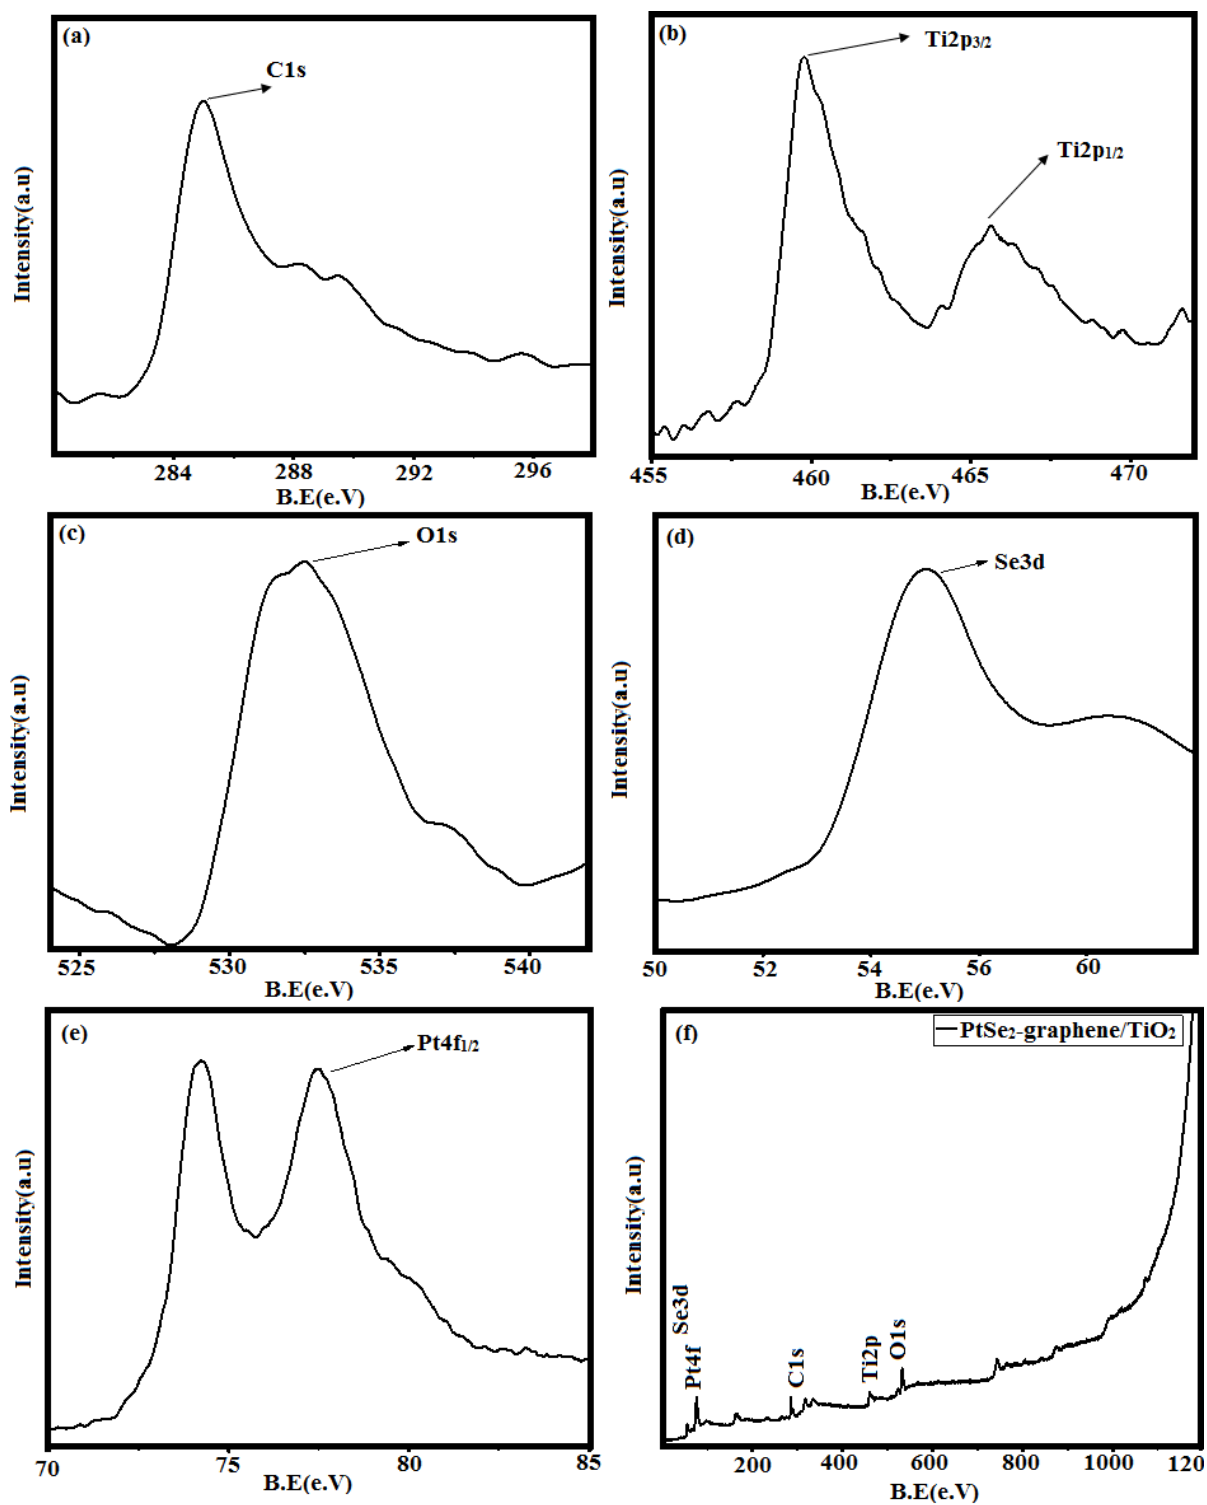 (a)
C1s
Intensity(a.u)
284 288 292 296
B.E(e.V)
(b)
Ti2p3/2
Ti2p1/2
Intensity(a.u)
455 460 465 470
B.E(e.V)
(c)
O1s
Intensity(a.u)
525 530 535 540
B.E(e.V)
(d)
Se3d
Intensity(a.u)
50 52 54 56 60
B.E(e.V)
(e)
Pt4f1/2
Intensity(a.u)
70 75 80 85
B.E(e.V)
(f)
PtSe2-graphene/TiO2
Intensity(a.u)
Se3d
Pt4f
C1s
Ti2p
O1s
200 400 600 800 1000 120
B.E(e.V)